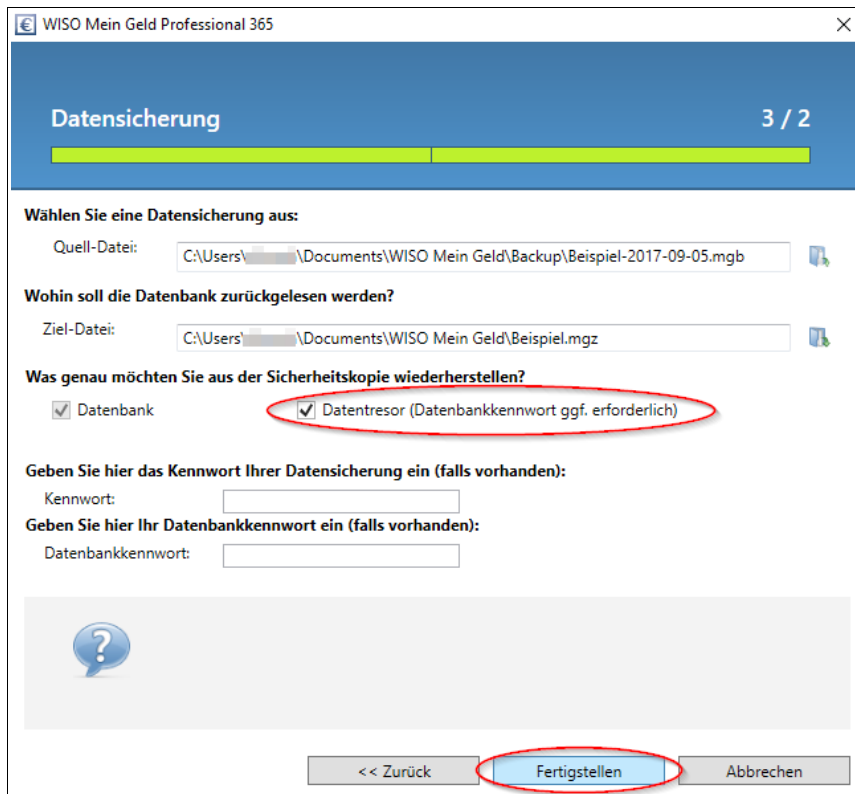 WISO Mein Geld Professional 365
Datensicherung 3 / 2
Wählen Sie eine Datensicherung aus:
Quell-Datei: C:\Users\ \Documents\WISO Mein Geld\Backup\Beispiel-2017-09-05.mgb
Wohin soll die Datenbank zurückgelesen werden?
Ziel-Datei: C:\Users\ \Documents\WISO Mein Geld\Beispiel.mgz
Was genau möchten Sie aus der Sicherheitskopie wiederherstellen?
Datenbank Datentresor (Datenbankkennwort ggf. erforderlich)
Geben Sie hier das Kennwort Ihrer Datensicherung ein (falls vorhanden):
Kennwort:
Geben Sie hier Ihr Datenbankkennwort ein (falls vorhanden):
Datenbankkennwort:
<< Zurück Fertigstellen Abbrechen